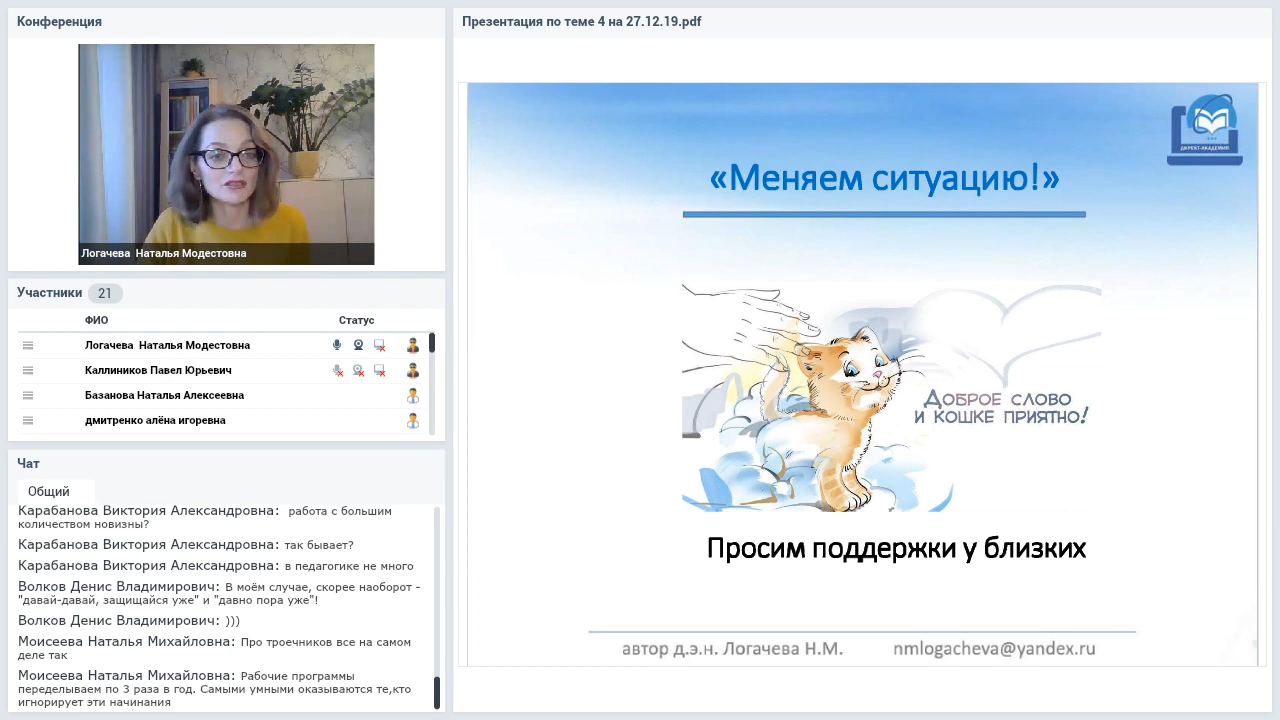 Конференция
Логачева  Наталья Модестовна
Участники 21
ФИО Статус
Логачева  Наталья Модестовна
Каллиников Павел Юрьевич
Базанова Наталья Алексеевна
дмитренко алёна игоревна
Чат
Общий
Карабанова Виктория Александровна:  работа с большим
количеством новизны?
Карабанова Виктория Александровна: так бывает?
Карабанова Виктория Александровна: в педагогике не много
Волков Денис Владимирович: В моём случае, скорее наоборот -
"давай-давай, защищайся уже" и "давно пора уже"!
Волков Денис Владимирович: )))
Моисеева Наталья Михайловна: Про троечников все на самом
деле так
Моисеева Наталья Михайловна: Рабочие программы
переделываем по 3 раза в год. Самыми умными оказываются те,кто
игнорирует эти начинания
Презентация по теме 4 на 27.12.19.pdf
ДИРЕКТ-АКАДЕМИЯ
«Меняем ситуацию!»
ДОБРОЕ СЛОВО
И КОШКЕ ПРИЯТНО!
Просим поддержки у близких
автор д.э.н. Логачева Н.М. nmlogacheva@yandex.ru